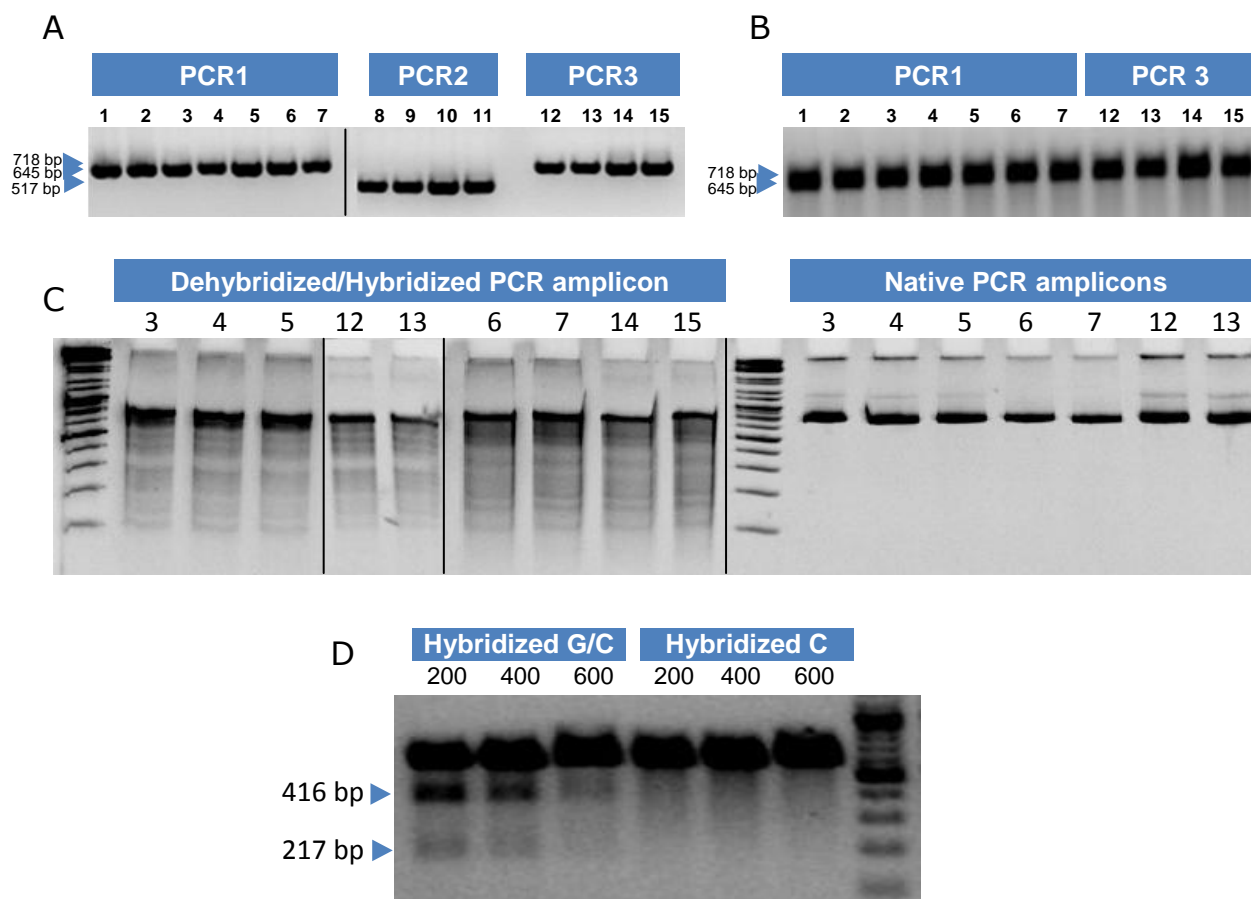 A
PCR1 PCR2 PCR3
1 2 3 4 5 6 7 8 9 10 11 12 13 14 15
718 bp
645 bp
517 bp
B
PCR1 PCR 3
1 2 3 4 5 6 7 12 13 14 15
718 bp
645 bp
C
Dehybridized/Hybridized PCR amplicon Native PCR amplicons
3 4 5 12 13 6 7 14 15 3 4 5 6 7 12 13
D
Hybridized G/C Hybridized C
200 400 600 200 400 600
416 bp
217 bp